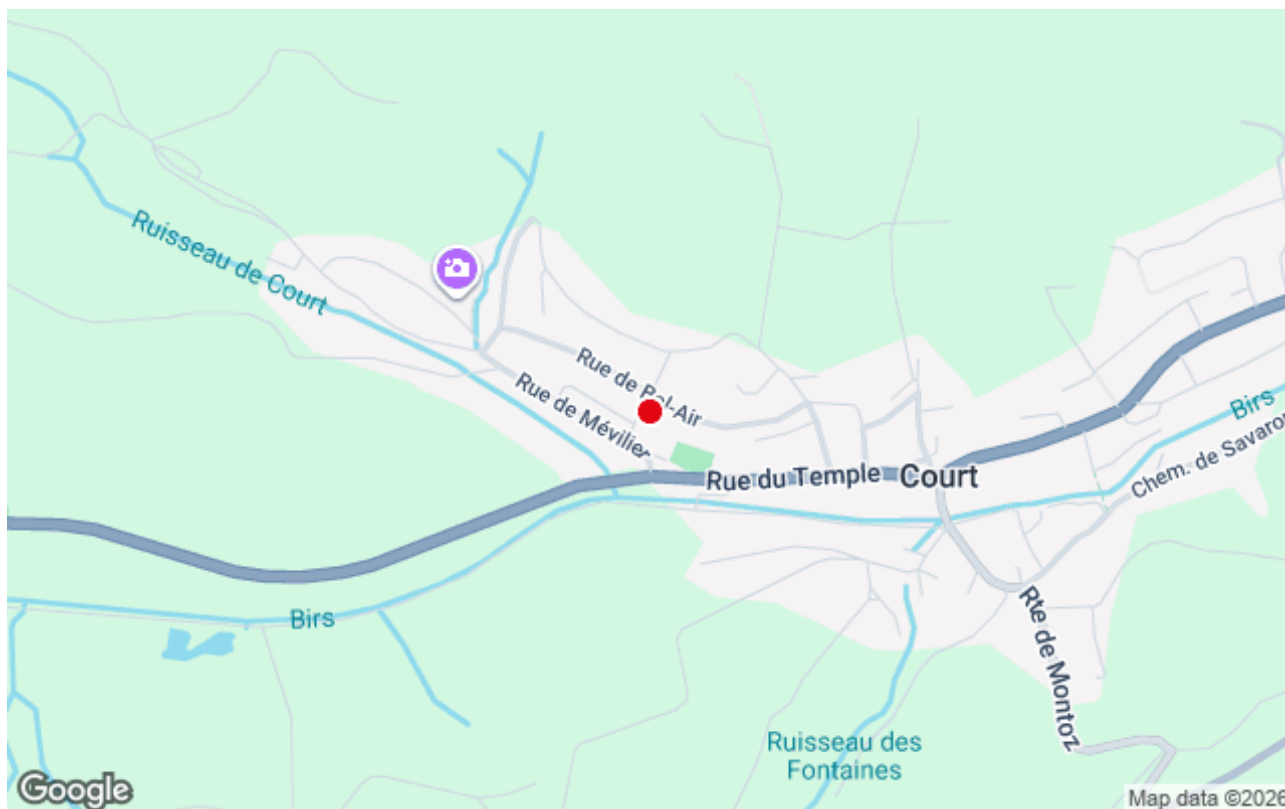 Ruisseau de Court
Rue de Bel-Air
Rue de Mévilier
Rue du Temple
Court
Birs
Chem. de Savaron
Birs
Rte de Montoz
Ruisseau des
Fontaines
Google
Map data ©2026